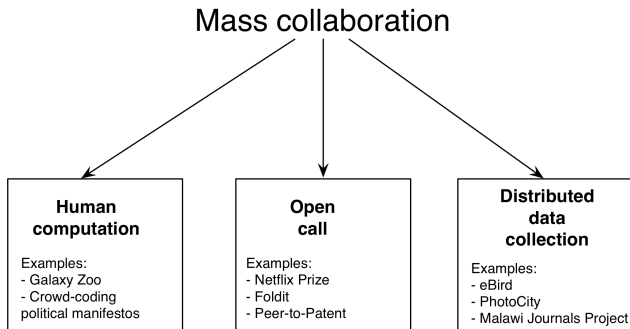 Mass collaboration
Human
computation
Examples:
- Galaxy Zoo
- Crowd-coding
political manifestos
Open
call
Examples:
- Netflix Prize
- Foldit
- Peer-to-Patent
Distributed
data
collection
Examples:
- eBird
- PhotoCity
- Malawi Journals Project